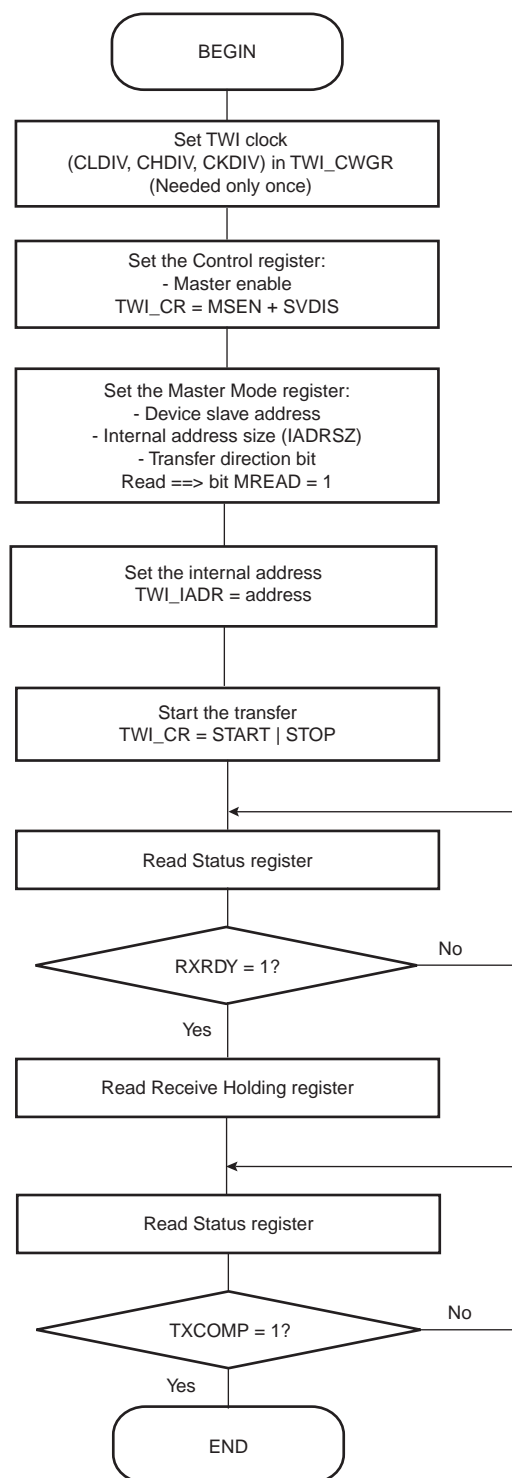 BEGIN
Set TWI clock
(CLDIV, CHDIV, CKDIV) in TWI_CWGR
(Needed only once)
Set the Control register:
- Master enable
TWI_CR = MSEN + SVDIS
Set the Master Mode register:
- Device slave address
- Internal address size (IADRSZ)
- Transfer direction bit
Read ==> bit MREAD = 1
Set the internal address
TWI_IADR = address
Start the transfer
TWI_CR = START | STOP
Read Status register
RXRDY = 1?
No
Yes
Read Receive Holding register
Read Status register
TXCOMP = 1?
No
Yes
END